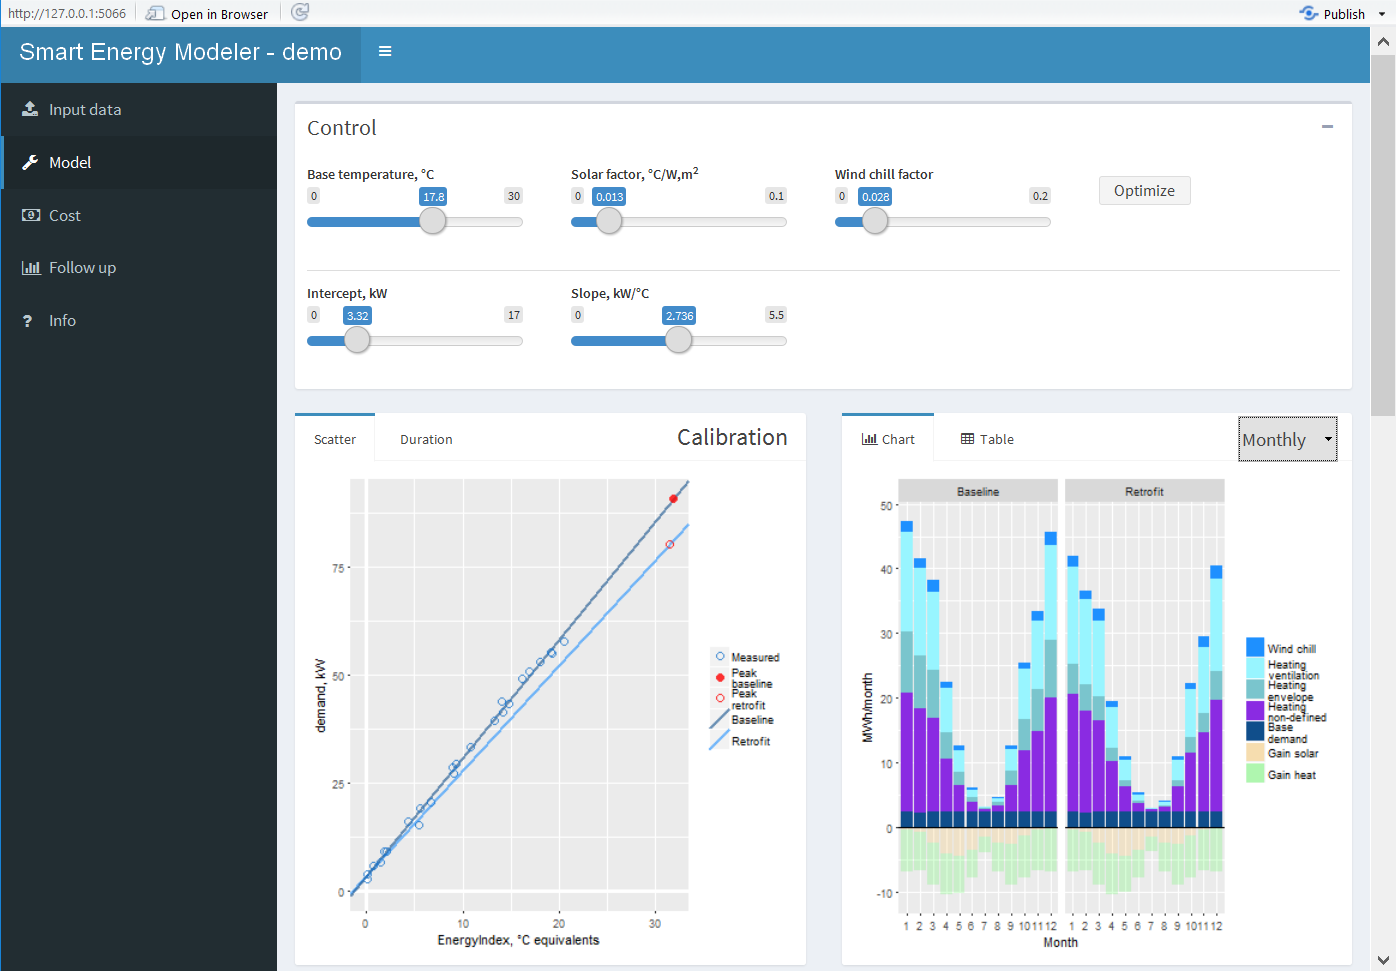 http://127.0.0.1:5066 Open in Browser Publish
Smart Energy Modeler - demo
Input data
Model
Cost
Follow up
? Info
Control
Base temperature, °C Solar factor, °C/W,m² Wind chill factor
0 17.8 30 0 0.013 0.1 0 0.028 0.2 Optimize
Intercept, kW Slope, kW/°C
0 3.32 17 0 2.736 5.5
Scatter Duration Calibration
demand, kW
75
50
25
0
0 10 20 30
EnergyIndex, °C equivalents
Measured
Peak
baseline
Peak
retrofit
Baseline
Retrofit
Chart Table Monthly
Baseline Retrofit
MWh/month
50
40
30
20
10
0
-10
1 2 3 4 5 6 7 8 9 10 11 12 1 2 3 4 5 6 7 8 9 10 11 12
Month
Wind chill
Heating
ventilation
Heating
envelope
Heating
non-defined
Base
demand
Gain solar
Gain heat